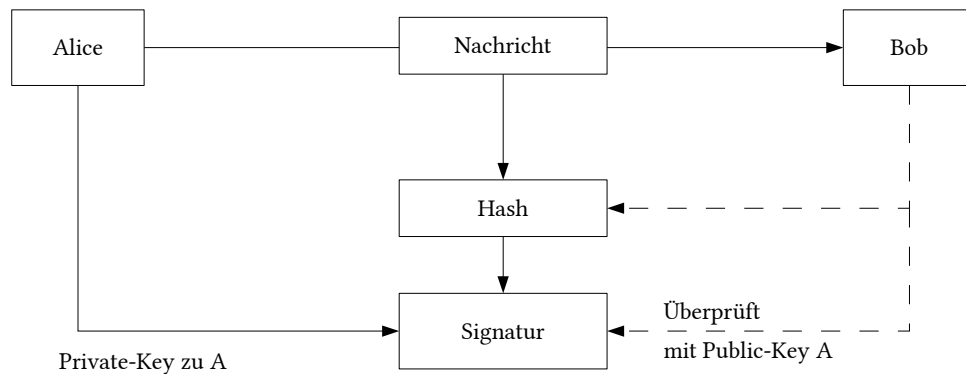 Alice
Nachricht
Bob
Hash
Signatur
Überprüft
mit Public-Key A
Private-Key zu A